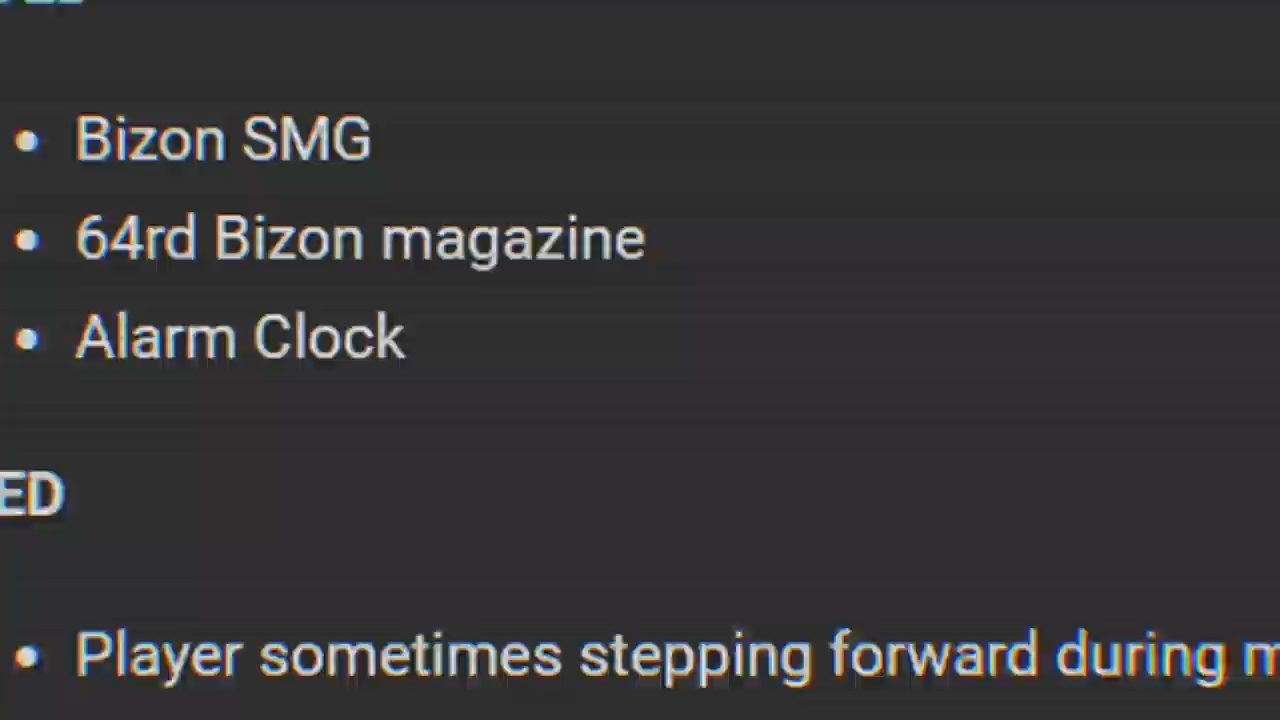 • Bizon SMG
• 64rd Bizon magazine
• Alarm Clock
ED
• Player sometimes stepping forward during